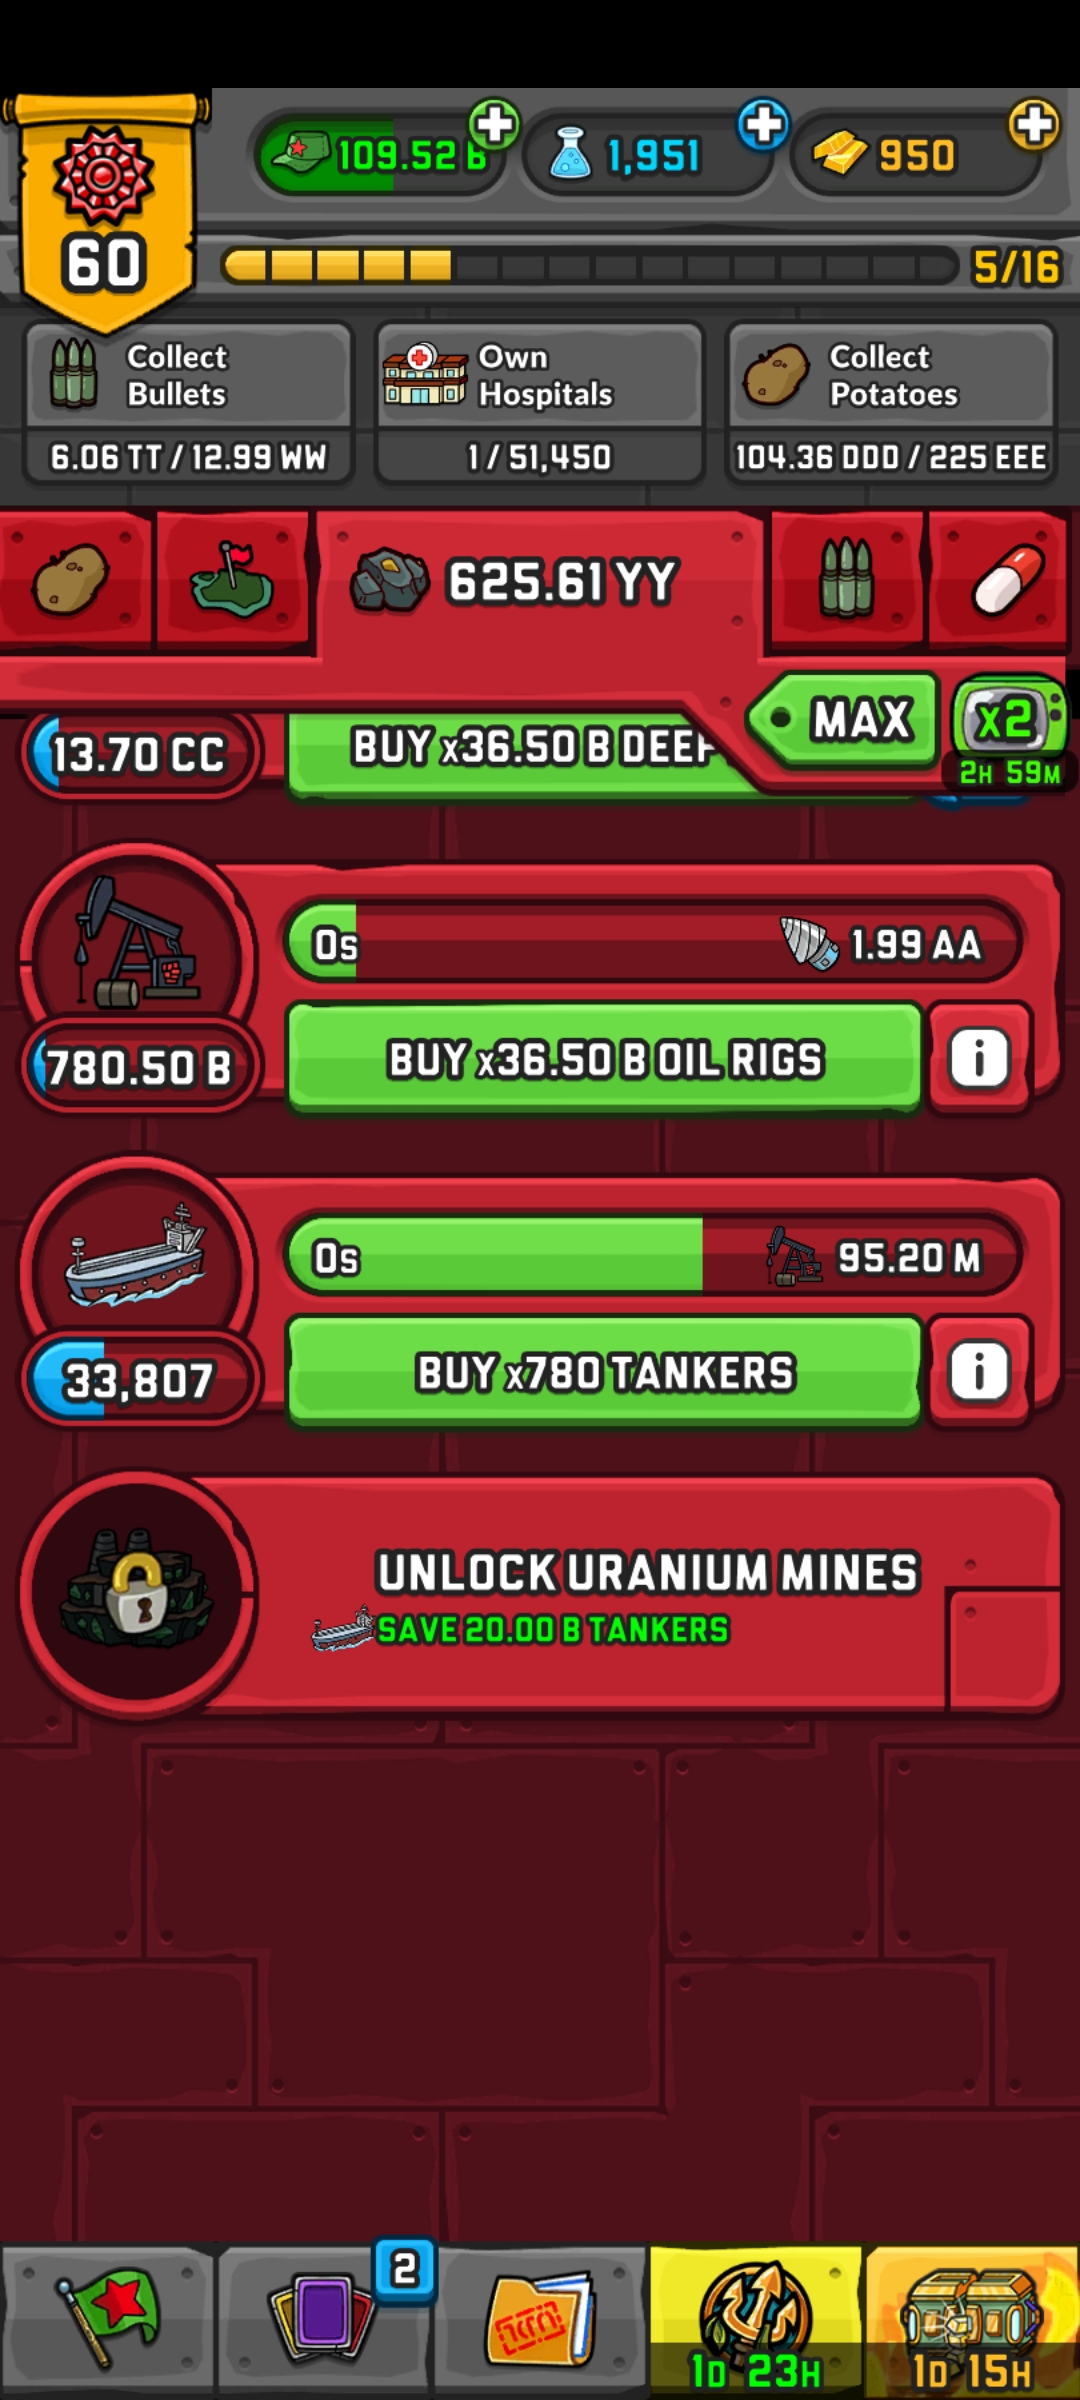 109.52 B
1,951
950
60
5/16
Collect
Bullets
6.06 TT / 12.99 WW
Own
Hospitals
1 / 51,450
Collect
Potatoes
104.36 DDD / 225 EEE
625.61 YY
MAX
x2
2H 59M
13.70 CC
BUY x36.50 B DEEP
0s
1.99 AA
780.50 B
BUY x36.50 B OIL RIGS
i
0s
95.20 M
33,807
BUY x780 TANKERS
i
UNLOCK URANIUM MINES
SAVE 20.00 B TANKERS
2
1D 23H
1D 15H